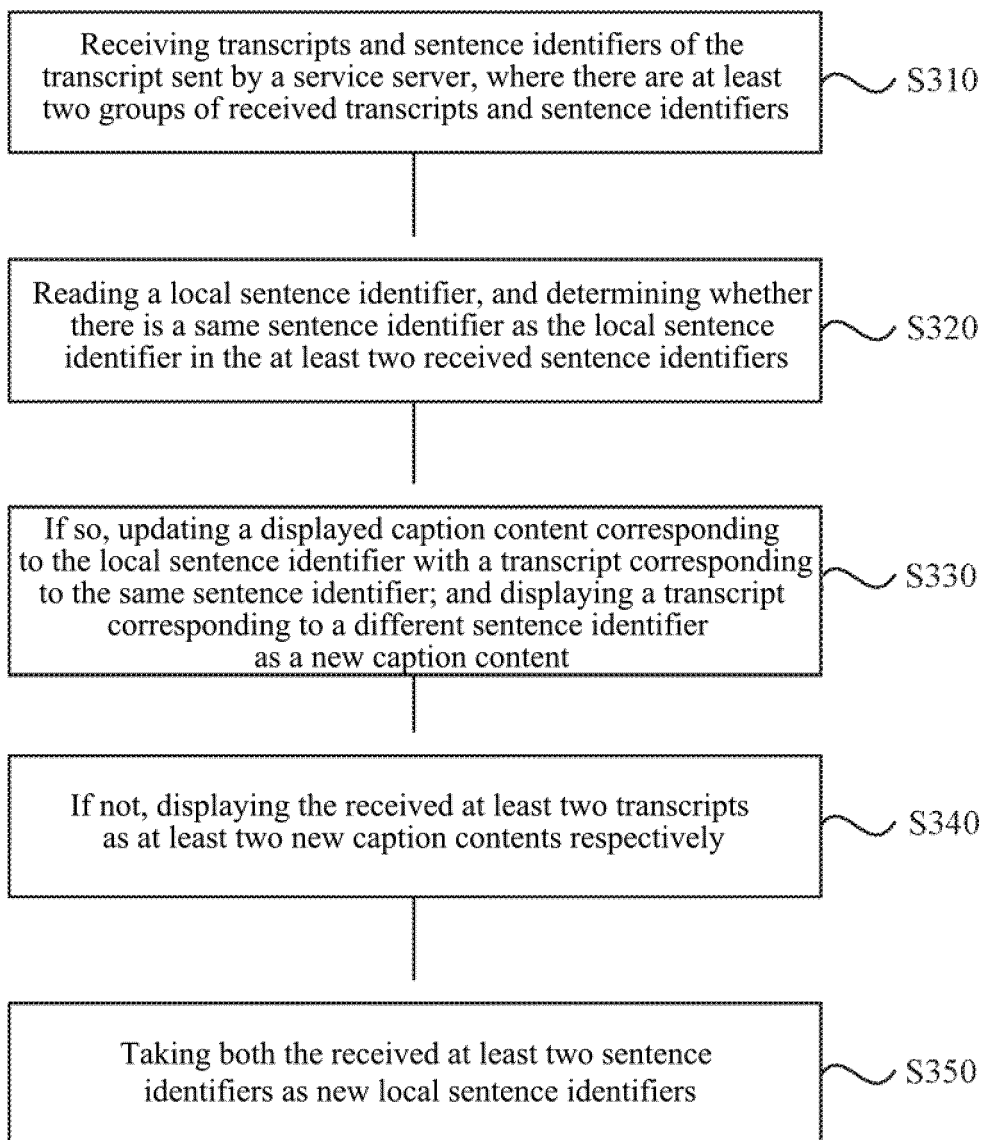 Receiving transcripts and sentence identifiers of the
transcript sent by a service server, where there are at least
two groups of received transcripts and sentence identifiers
S310
Reading a local sentence identifier, and determining whether
there is a same sentence identifier as the local sentence
identifier in the at least two received sentence identifiers
S320
If so, updating a displayed caption content corresponding
to the local sentence identifier with a transcript corresponding
to the same sentence identifier; and displaying a transcript
corresponding to a different sentence identifier
as a new caption content
S330
If not, displaying the received at least two transcripts
as at least two new caption contents respectively
S340
Taking both the received at least two sentence
identifiers as new local sentence identifiers
S350